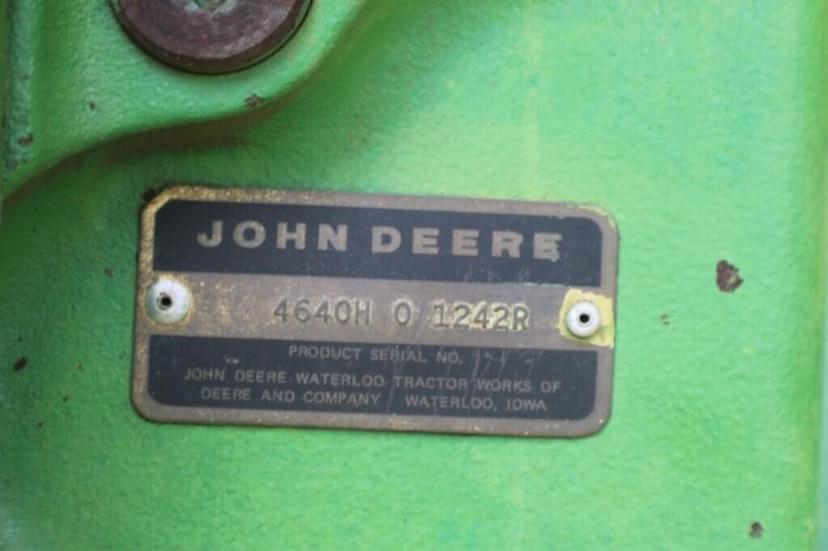 JOHN DEERE
4640H 0 1242R
PRODUCT SERIAL NO.
JOHN DEERE WATERLOO TRACTOR WORKS OF
DEERE AND COMPANY WATERLOO, IOWA